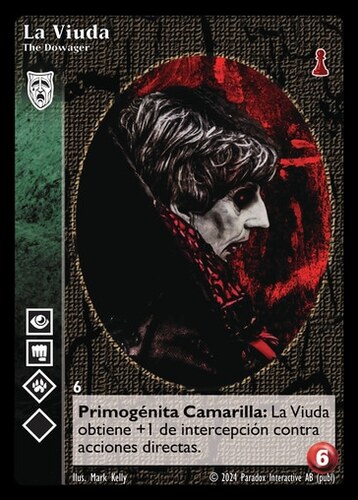 La Viuda
The Dowager
6
Primogénita Camarilla: La Viuda
obtiene +1 de intercepción contra
acciones directas.
6
Ilus. Mark Kelly © 2024 Paradox Interactive AB (publ)